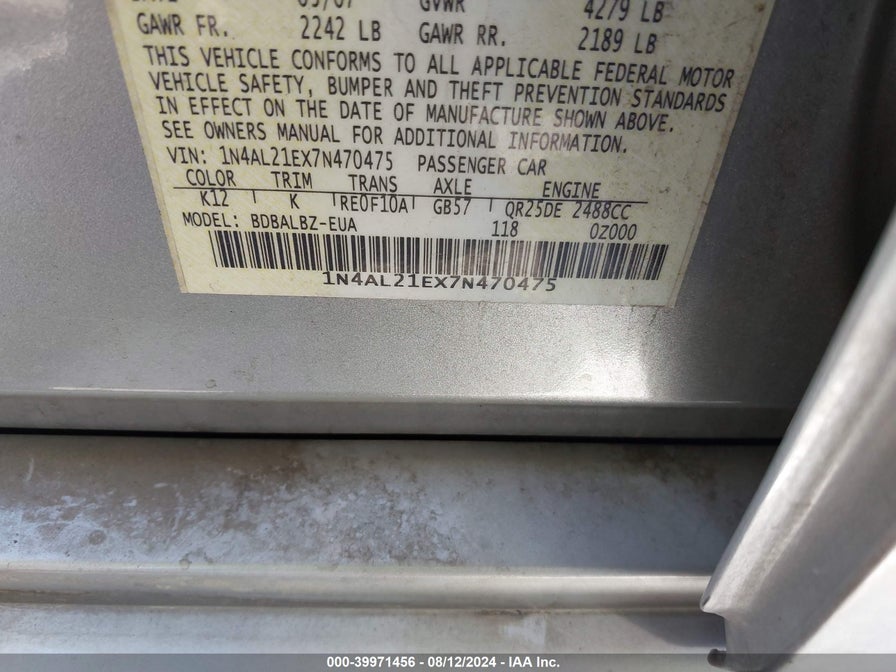 GVWR 4279 LB
GAWR FR. 2242 LB GAWR RR. 2189 LB
THIS VEHICLE CONFORMS TO ALL APPLICABLE FEDERAL MOTOR
VEHICLE SAFETY, BUMPER AND THEFT PREVENTION STANDARDS
IN EFFECT ON THE DATE OF MANUFACTURE SHOWN ABOVE.
SEE OWNERS MANUAL FOR ADDITIONAL INFORMATION.
VIN: 1N4AL21EX7N470475 PASSENGER CAR
COLOR TRIM TRANS AXLE ENGINE
K12 K RE0F10A GB57 QR25DE 2488CC
MODEL: BDBALBZ-EUA 118 0Z000
1N4AL21EX7N470475
000-39971456 - 08/12/2024 - IAA Inc.